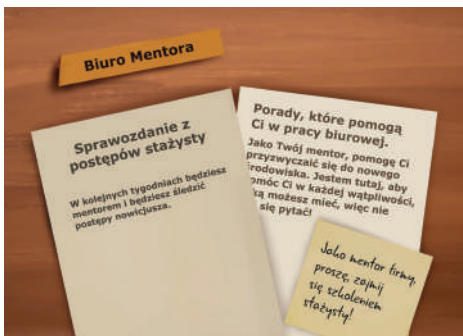 Biuro Mentora
Sprawozdanie z
postępów stażysty
W kolejnych tygodniach będziesz
mentorem i będziesz śledzić
postępy nowicjusza.
Porady, które pomogą
Ci w pracy biurowej.
Jako Twój mentor, pomogę Ci
przyzwyczaić się do nowego
środowiska. Jestem tutaj, aby
pomóc Ci w każdej wątpliwości,
ką możesz mieć, więc nie
się pytać!
Jako mentor firmy,
proszę, zajmij
się szkoleniem
stażysty!